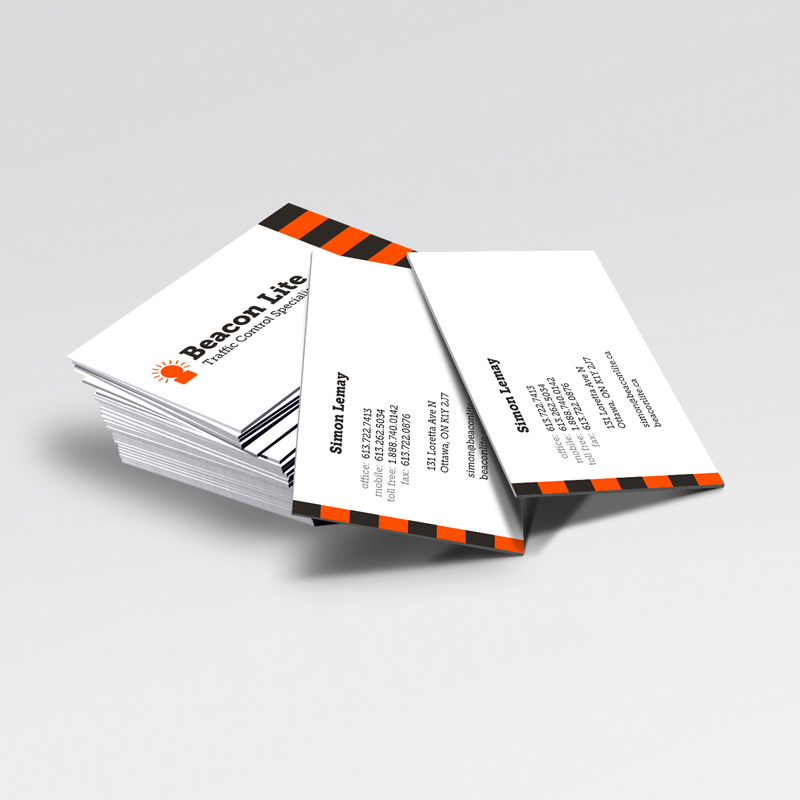 Beacon Lite
Traffic Control Specialis
Simon Lemay
office: 613.722.7413
mobile: 613.262.5034
toll free: 1.888.740.0142
fax: 613.722.0876
131 Loretta Ave N
Ottawa, ON K1Y 2J7
simon@beaconlite
beaconlite
Simon Lemay
office: 613.722.7413
mobile: 613.262.5034
toll free: 1.888.740.0142
fax: 613.722.0876
131 Loretta Ave N
Ottawa, ON K1Y 2J7
simon@beaconlite.ca
beaconlite.ca